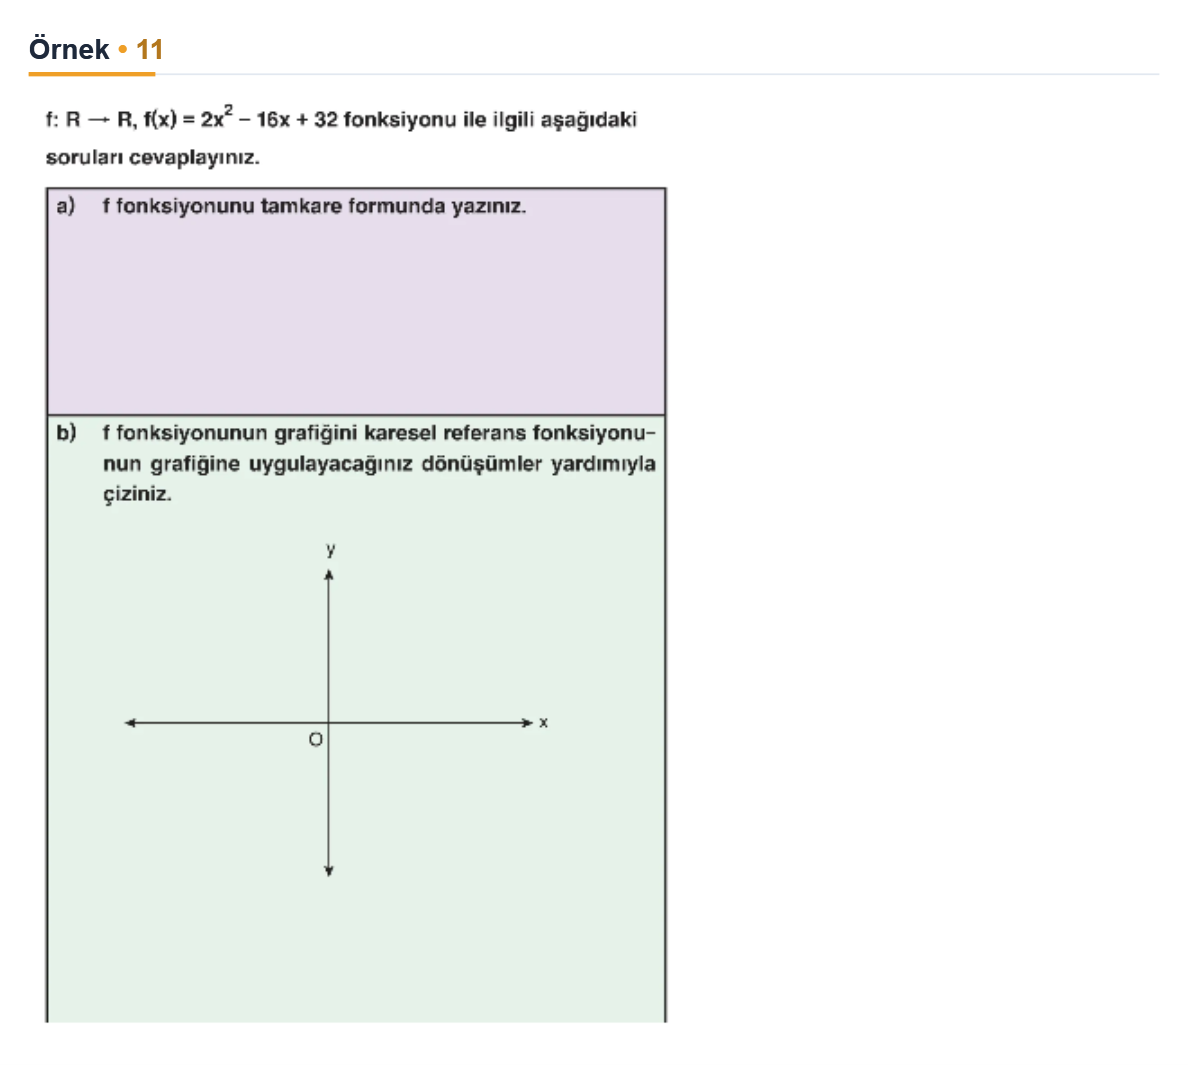 Örnek • 11
f: R → R, f(x) = 2x² – 16x + 32 fonksiyonu ile ilgili aşağıdaki
soruları cevaplayınız.
a) f fonksiyonunu tamkare formunda yazınız.
b) f fonksiyonunun grafiğini karesel referans fonksiyonu-
nun grafiğine uygulayacağınız dönüşümler yardımıyla
çiziniz.
y
x
O